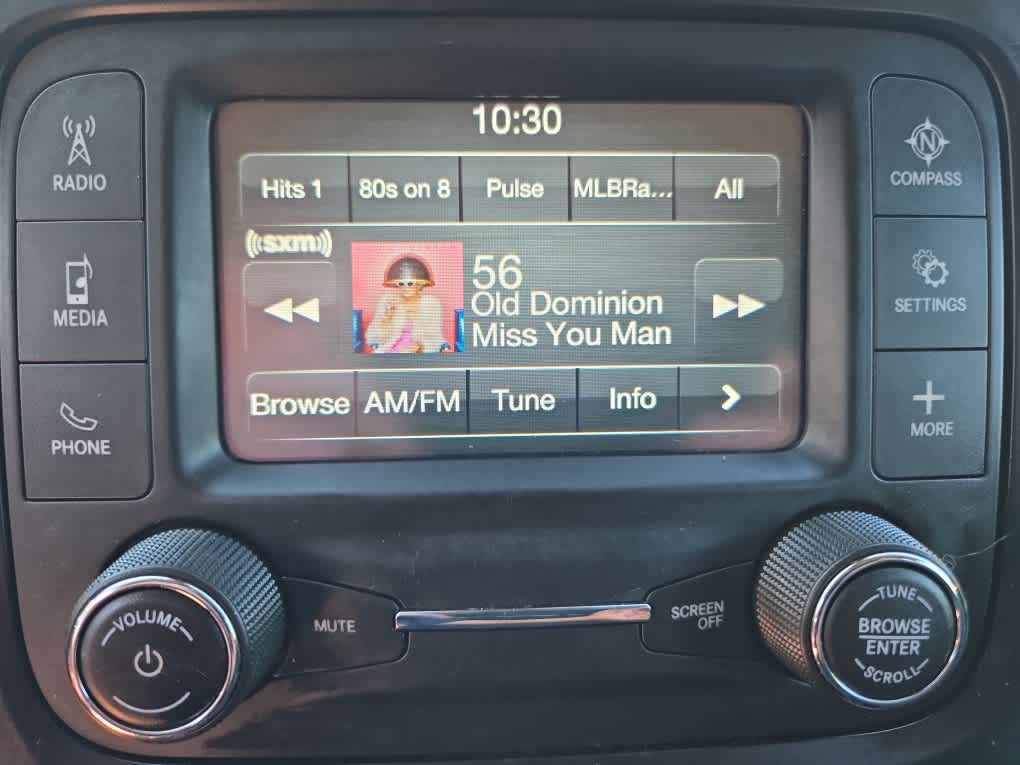 10:30
Hits 1 80s on 8 Pulse MLBRa... All
((sxm))
56
Old Dominion
Miss You Man
Browse AM/FM Tune Info >
RADIO
MEDIA
PHONE
N
COMPASS
SETTINGS
MORE
VOLUME
MUTE
SCREEN
OFF
TUNE
BROWSE
ENTER
SCROLL